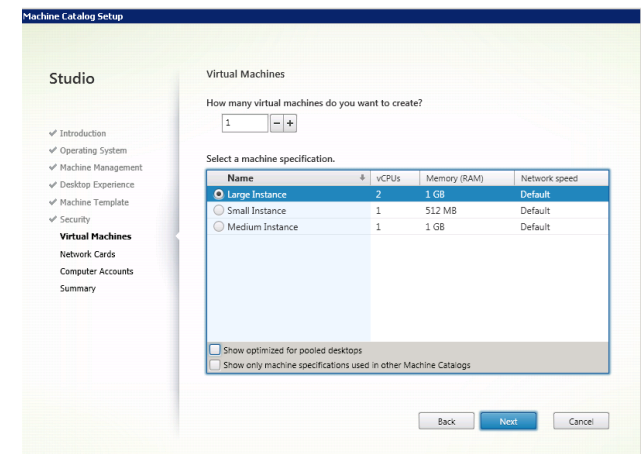 Machine Catalog Setup
Studio
Introduction
Operating System
Machine Management
Desktop Experience
Machine Template
Security
Virtual Machines
Network Cards
Computer Accounts
Summary
Virtual Machines
How many virtual machines do you want to create?
1 - +
Select a machine specification.
Name vCPUs Memory (RAM) Network speed
Large Instance 2 1 GB Default
Small Instance 1 512 MB Default
Medium Instance 1 1 GB Default
Show optimized for pooled desktops
Show only machine specifications used in other Machine Catalogs
Back Next Cancel